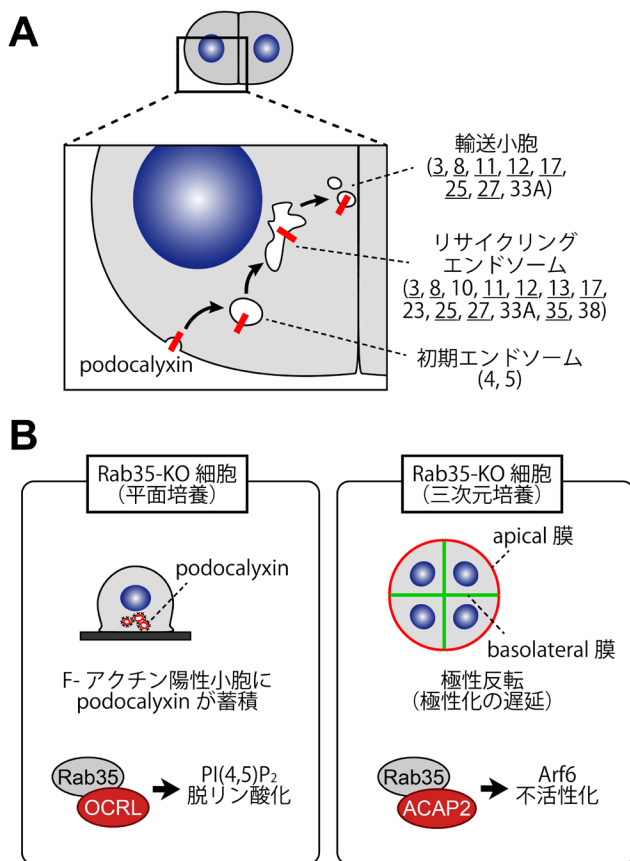 A
輸送小胞
(3, 8, 11, 12, 17,
25, 27, 33A)
リサイクリング
エンドソーム
(3, 8, 10, 11, 12, 13, 17,
23, 25, 27, 33A, 35, 38)
podocalyxin
初期エンドソーム
(4, 5)
B
Rab35-KO 細胞
（平面培養）
podocalyxin
F- アクチン陽性小胞に
podocalyxin が蓄積
Rab35
OCRL
PI(4,5)P₂
脱リン酸化
Rab35-KO 細胞
（三次元培養）
apical 膜
basolateral 膜
極性反転
（極性化の遅延）
Rab35
ACAP2
Arf6
不活性化